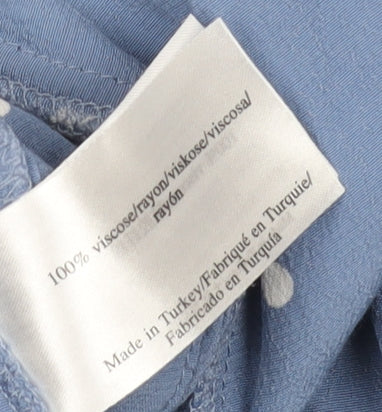 100% viscose/rayon/viskose/viscosa/
rayón
Made in Turkey/Fabriqué en Turquie/
Fabricado en Turquía